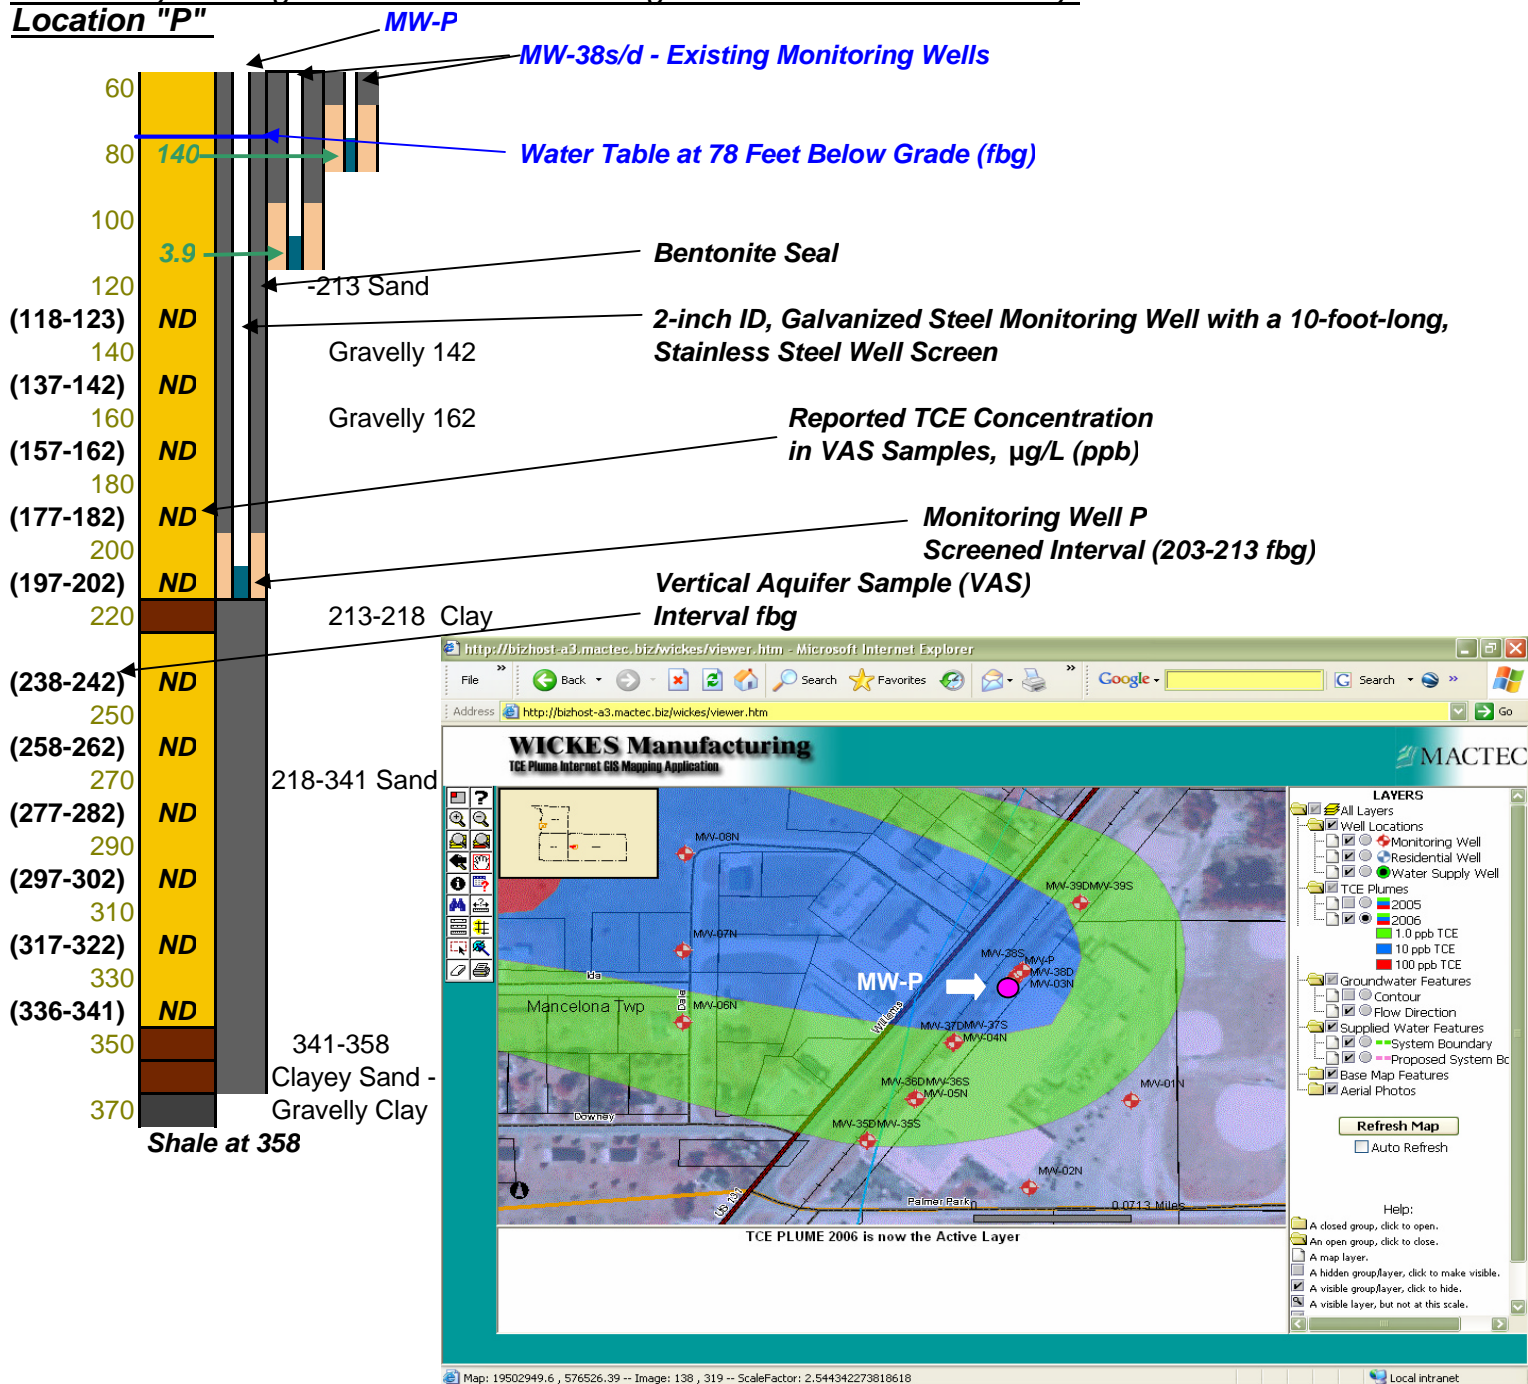 Location "P"
MW-P
MW-38s/d - Existing Monitoring Wells
60
80
140
Water Table at 78 Feet Below Grade (fbg)
100
3.9
Bentonite Seal
120
-213 Sand
(118-123) ND
2-inch ID, Galvanized Steel Monitoring Well with a 10-foot-long,
Stainless Steel Well Screen
140
Gravelly 142
(137-142) ND
160
Gravelly 162
Reported TCE Concentration
in VAS Samples, µg/L (ppb)
(157-162) ND
180
(177-182) ND
Monitoring Well P
Screened Interval (203-213 fbg)
200
(197-202) ND
Vertical Aquifer Sample (VAS)
Interval fbg
220
213-218 Clay
(238-242) ND
250
(258-262) ND
270
218-341 Sand
(277-282) ND
290
(297-302) ND
310
(317-322) ND
330
(336-341) ND
350
341-358
Clayey Sand -
Gravelly Clay
370
Shale at 358
http://bizhost-a3.mactec.biz/wickes/viewer.htm - Microsoft Internet Explorer
File » Back Search Favorites » Google Search »
Address http://bizhost-a3.mactec.biz/wickes/viewer.htm Go
WICKES Manufacturing
TCE Plume Internet GIS Mapping Application
MACTEC
MW-08N
MW-39DMW-39S
MW-07N
MW-38S
MW-P
MW-38D
MW-03N
MW-P
Ida
Dale
Mancelona Twp
MW-06N
Williams
MW-37DMW-37S
MW-04N
MW-36DMW-36S
MW-05N
MW-01N
Downey
MW-35DMW-35S
MW-02N
US-131
Palmer Park
0
0.0713 Miles
TCE PLUME 2006 is now the Active Layer
LAYERS
All Layers
Well Locations
Monitoring Well
Residential Well
Water Supply Well
TCE Plumes
2005
2006
1.0 ppb TCE
10 ppb TCE
100 ppb TCE
Groundwater Features
Contour
Flow Direction
Supplied Water Features
System Boundary
Proposed System Bo
Base Map Features
Aerial Photos
Refresh Map
Auto Refresh
Help:
A closed group, click to open.
An open group, click to close.
A map layer.
A hidden group/layer, click to make visible.
A visible group/layer, click to hide.
A visible layer, but not at this scale.
Map: 19502949.6 , 576526.39 -- Image: 138 , 319 -- ScaleFactor: 2.544342273818618
Local intranet